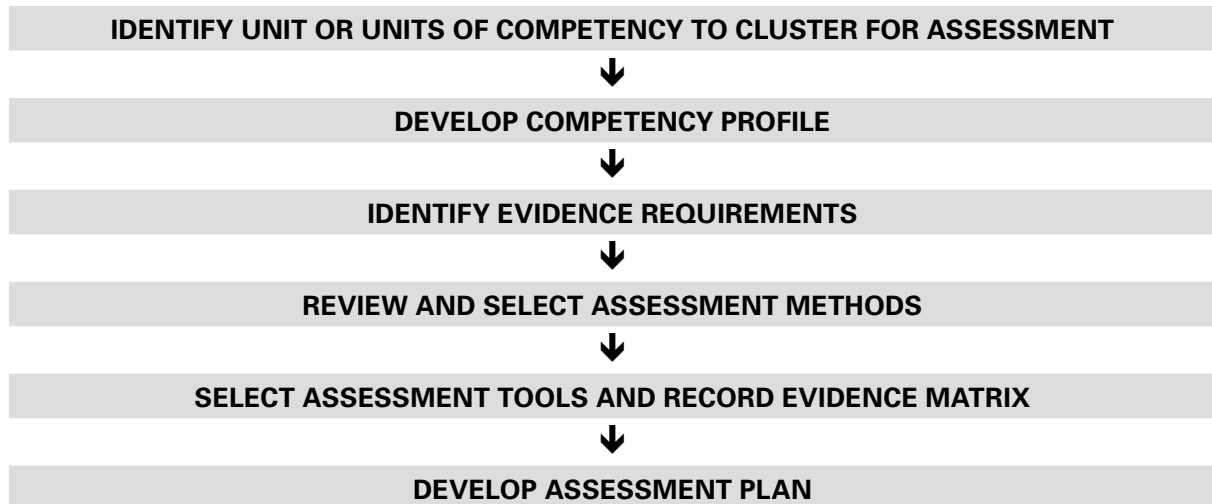 IDENTIFY UNIT OR UNITS OF COMPETENCY TO CLUSTER FOR ASSESSMENT
DEVELOP COMPETENCY PROFILE
IDENTIFY EVIDENCE REQUIREMENTS
REVIEW AND SELECT ASSESSMENT METHODS
SELECT ASSESSMENT TOOLS AND RECORD EVIDENCE MATRIX
DEVELOP ASSESSMENT PLAN